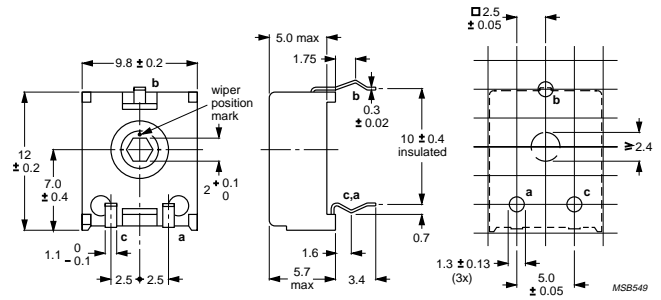 □ 2.5
± 0.05
5.0 max
1.75
9.8 ± 0.2
b
wiper
position
mark
b
0.3
± 0.02
b
12
± 0.2
7.0
± 0.4
10 ± 0.4
insulated
≥ 2.4
2 + 0.1
0
c,a
a
c
0.7
1.1 0
− 0.1
c
a
1.6
1.3 ± 0.13
(3x)
2.5
2.5
5.7
max
3.4
5.0
± 0.05
MSB549